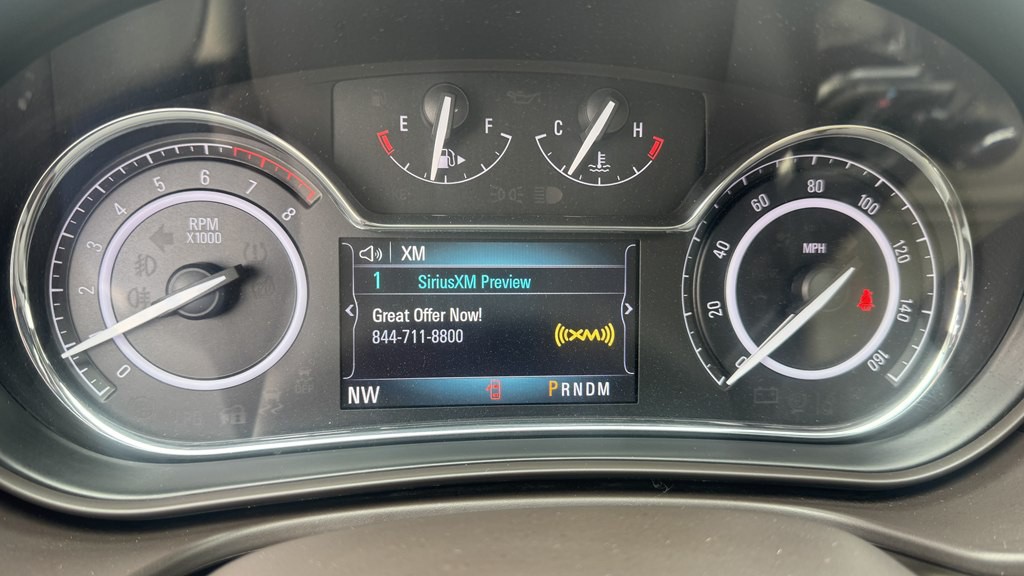 E F
C H
0 1 2 3 4 5 6 7 8
RPM
X1000
XM
1 SiriusXM Preview
Great Offer Now!
844-711-8800
((XM))
NW
PRNDM
0 20 40 60 80 100 120 140 160
MPH